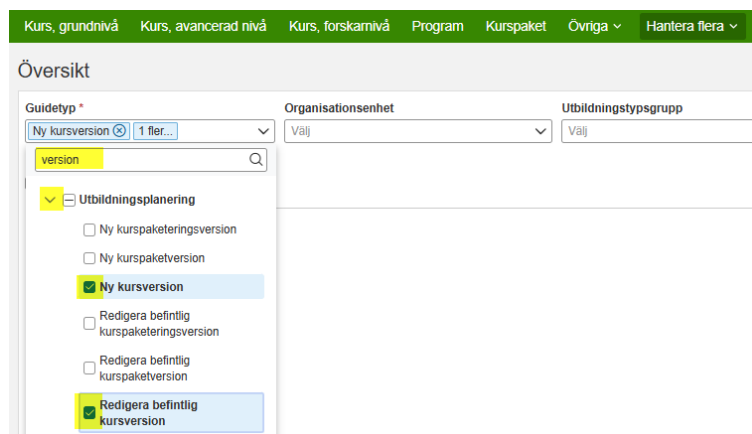 Kurs, grundnivå Kurs, avancerad nivå Kurs, forskarnivå Program Kurspaket Övriga Hantera flera
Översikt
Guidetyp * Organisationsenhet Utbildningstypsgrupp
Ny kursversion 1 fler... Välj Välj
version
Utbildningsplanering
Ny kurspaketeringsversion
Ny kurspaketversion
Ny kursversion
Redigera befintlig
kurspaketeringsversion
Redigera befintlig
kurspaketversion
Redigera befintlig
kursversion